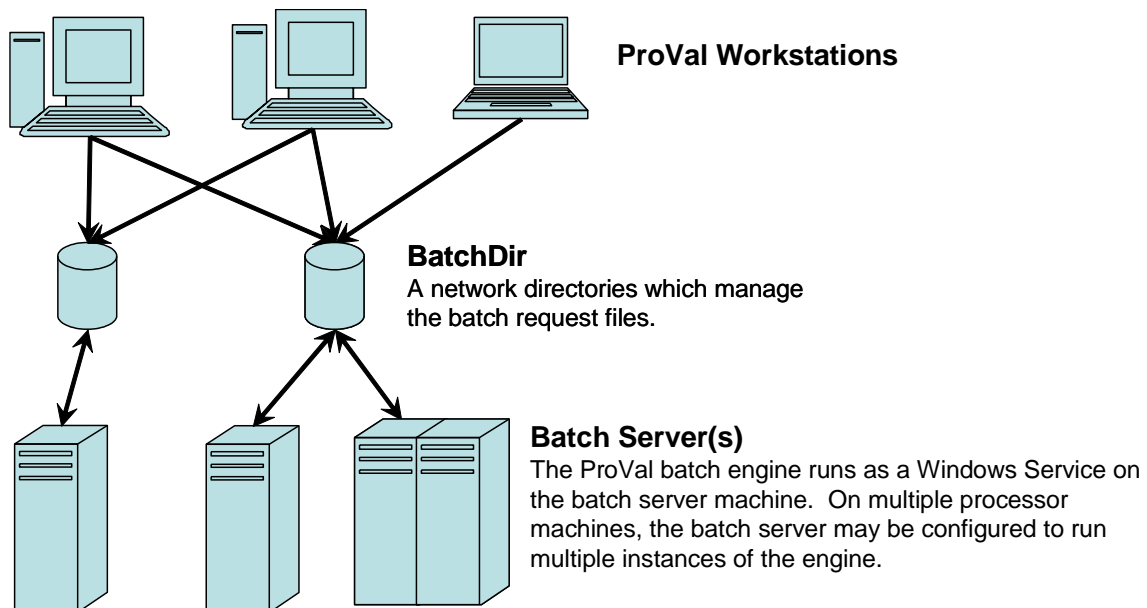 ProVal Workstations
BatchDir
A network directories which manage
the batch request files.
Batch Server(s)
The ProVal batch engine runs as a Windows Service on
the batch server machine.  On multiple processor
machines, the batch server may be configured to run
multiple instances of the engine.